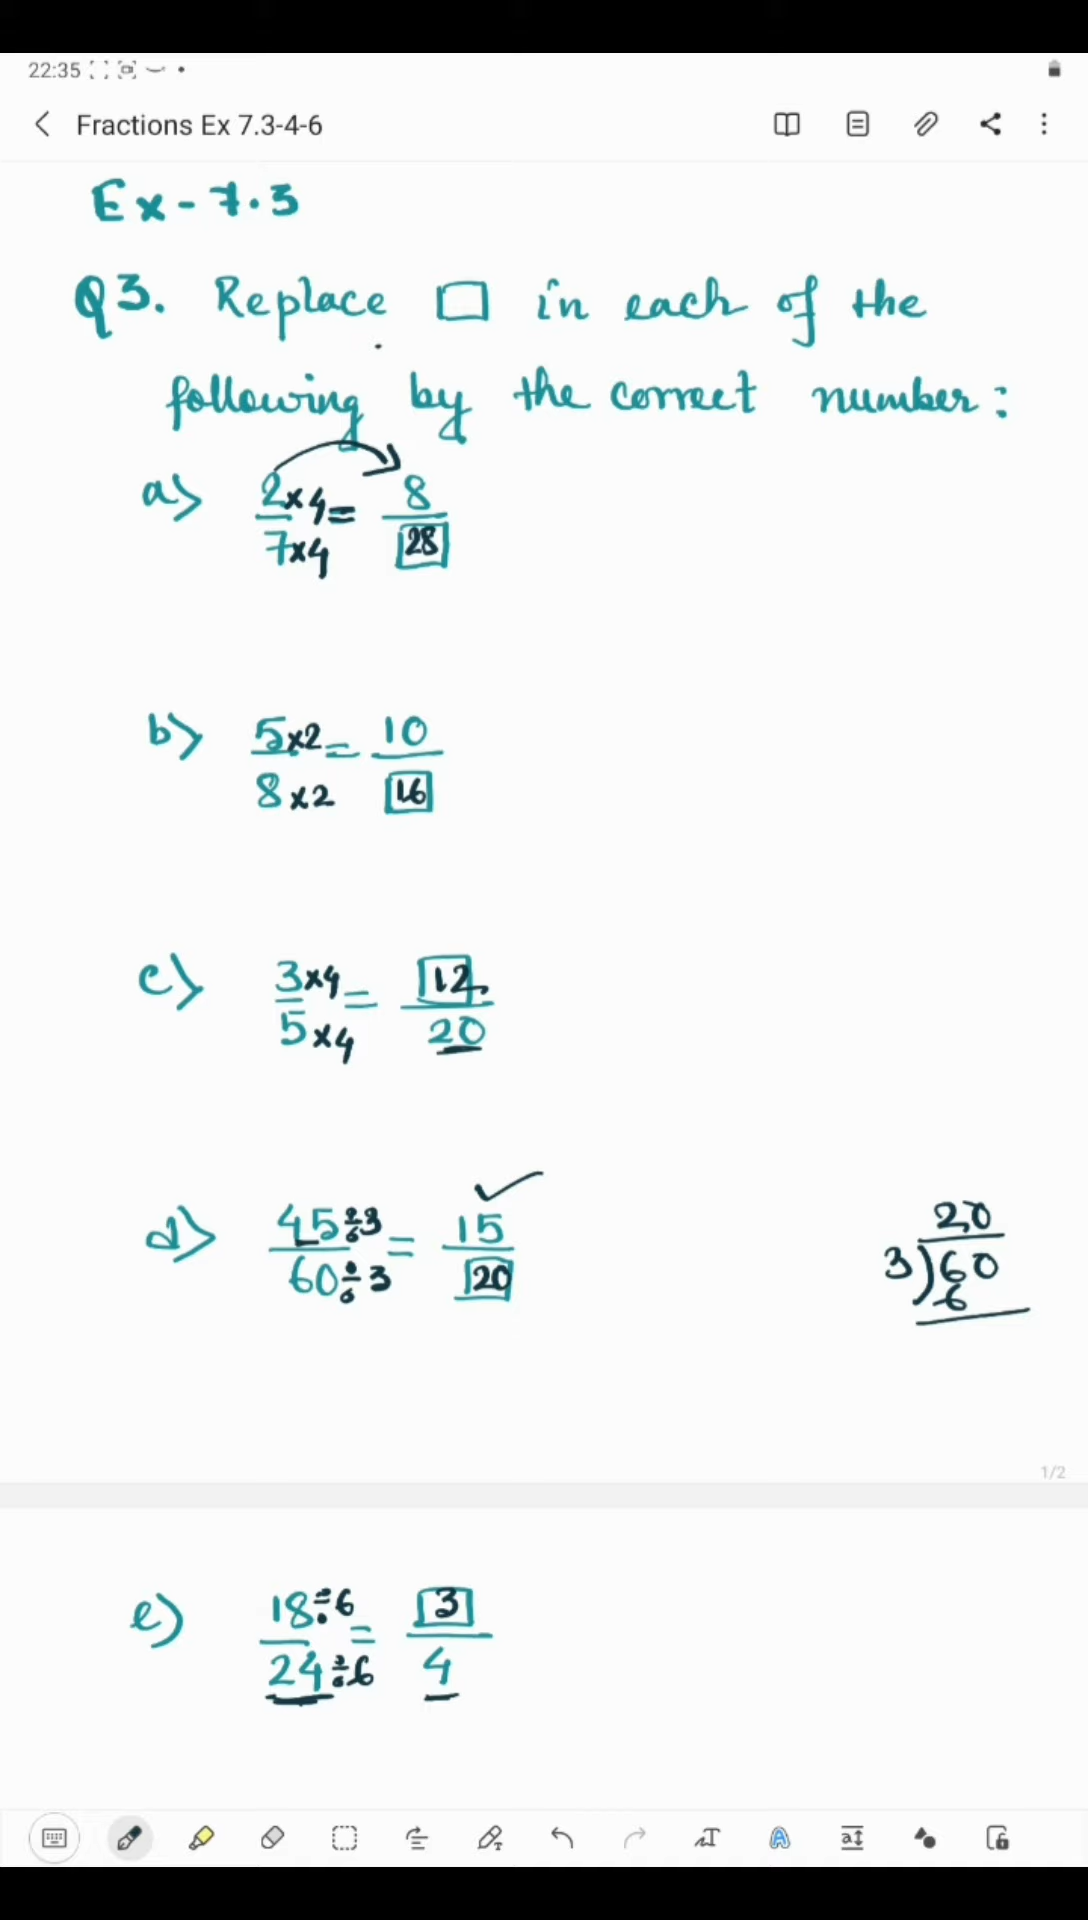 22:35
Fractions Ex 7.3-4-6
Ex-7.3
Q3. Replace □ in each of the
following by the correct number:
a) 2×4/7×4 = 8/28
b) 5×2/8×2 = 10/16
c) 3×4/5×4 = 12/20
d) 45÷3/60÷3 = 15/20
20
3)60
6
1/2
e) 18÷6/24÷6 = 3/4